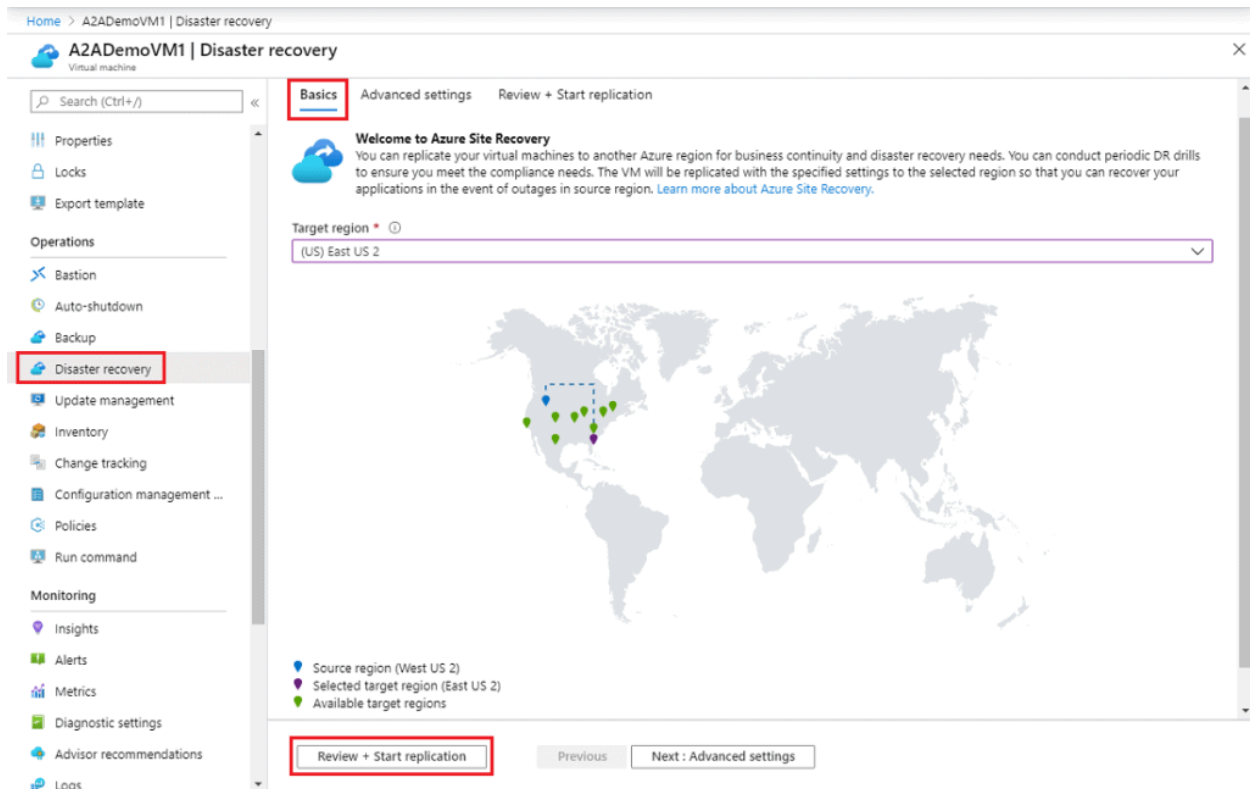 Home > A2ADemoVM1 | Disaster recovery
A2ADemoVM1 | Disaster recovery
Virtual machine
Search (Ctrl+/)
Properties
Locks
Export template
Operations
Bastion
Auto-shutdown
Backup
Disaster recovery
Update management
Inventory
Change tracking
Configuration management ...
Policies
Run command
Monitoring
Insights
Alerts
Metrics
Diagnostic settings
Advisor recommendations
Logs
Basics Advanced settings Review + Start replication
Welcome to Azure Site Recovery
You can replicate your virtual machines to another Azure region for business continuity and disaster recovery needs. You can conduct periodic DR drills
to ensure you meet the compliance needs. The VM will be replicated with the specified settings to the selected region so that you can recover your
applications in the event of outages in source region. Learn more about Azure Site Recovery.
Target region *
(US) East US 2
Source region (West US 2)
Selected target region (East US 2)
Available target regions
Review + Start replication Previous Next : Advanced settings